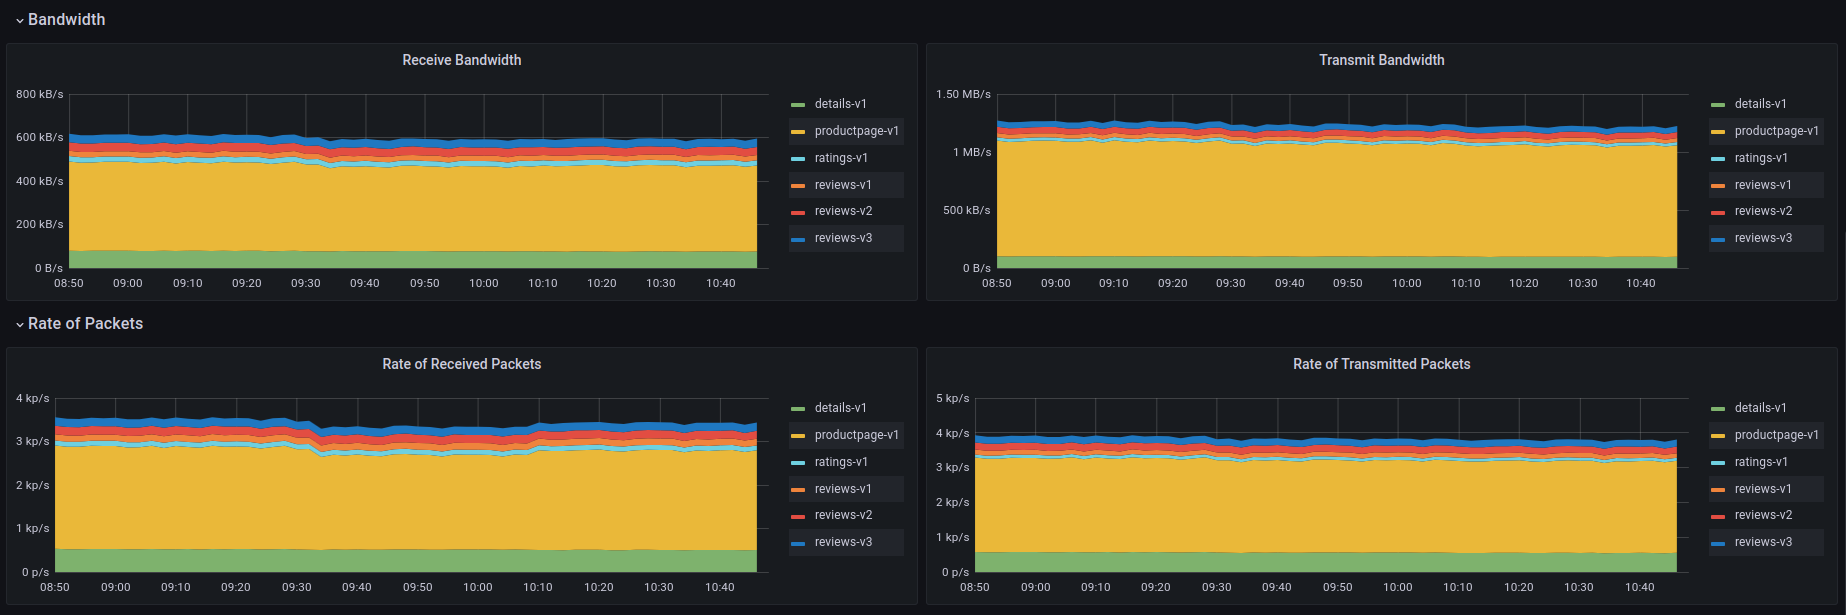 Bandwidth
Receive Bandwidth
800 kB/s
600 kB/s
400 kB/s
200 kB/s
0 B/s
08:50 09:00 09:10 09:20 09:30 09:40 09:50 10:00 10:10 10:20 10:30 10:40
details-v1
productpage-v1
ratings-v1
reviews-v1
reviews-v2
reviews-v3
Transmit Bandwidth
1.50 MB/s
1 MB/s
500 kB/s
0 B/s
08:50 09:00 09:10 09:20 09:30 09:40 09:50 10:00 10:10 10:20 10:30 10:40
details-v1
productpage-v1
ratings-v1
reviews-v1
reviews-v2
reviews-v3
Rate of Packets
Rate of Received Packets
4 kp/s
3 kp/s
2 kp/s
1 kp/s
0 p/s
08:50 09:00 09:10 09:20 09:30 09:40 09:50 10:00 10:10 10:20 10:30 10:40
details-v1
productpage-v1
ratings-v1
reviews-v1
reviews-v2
reviews-v3
Rate of Transmitted Packets
5 kp/s
4 kp/s
3 kp/s
2 kp/s
1 kp/s
0 p/s
08:50 09:00 09:10 09:20 09:30 09:40 09:50 10:00 10:10 10:20 10:30 10:40
details-v1
productpage-v1
ratings-v1
reviews-v1
reviews-v2
reviews-v3